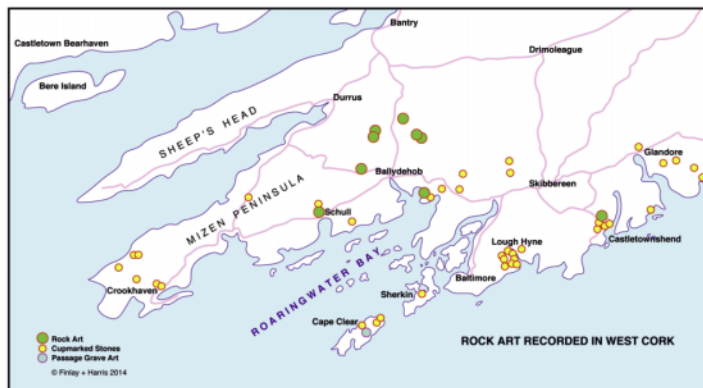 Bantry
Castletown Bearhaven
Drimoleague
Bere Island
Durrus
SHEEP'S HEAD
Glandore
Ballydehob
Skibbereen
MIZEN PENINSULA
Schull
Lough Hyne
Castletownshend
ROARINGWATER BAY
Baltimore
Crookhaven
Sherkin
Cape Clear
Rock Art
Cupmarked Stones
Passage Grave Art
© Finlay + Harris 2014
ROCK ART RECORDED IN WEST CORK